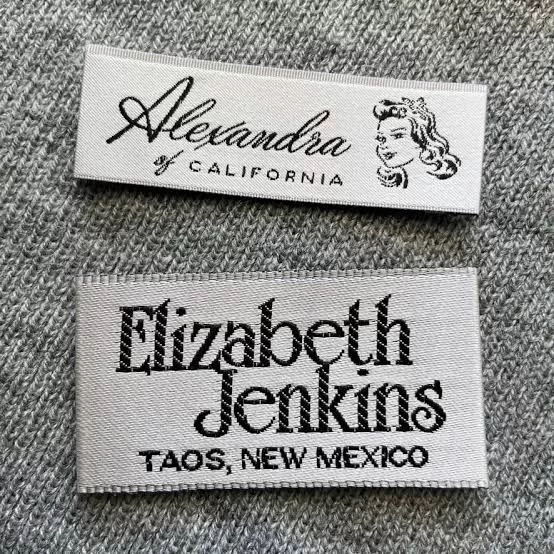 Alexandra
of CALIFORNIA
Elizabeth
Jenkins
TAOS, NEW MEXICO